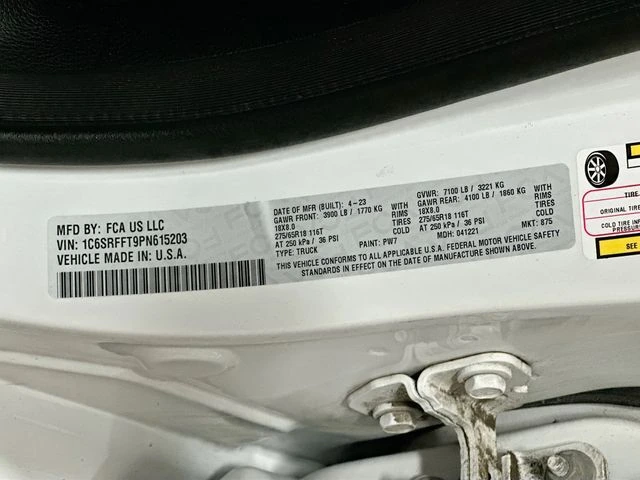 MFD BY: FCA US LLC
VIN: 1C6SRFFT9PN615203
VEHICLE MADE IN: U.S.A.
DATE OF MFR (BUILT): 4-23
GAWR FRONT: 3900 LB / 1770 KG WITH
18X8.0 RIMS
275/65R18 116T TIRES
AT 250 kPa / 36 PSI COLD
TYPE: TRUCK PAINT: PW7
GVWR: 7100 LB / 3221 KG
GAWR REAR: 4100 LB / 1860 KG WITH
18X8.0 RIMS
275/65R18 116T TIRES
AT 250 kPa / 36 PSI COLD
MDH: 041221 MKT: 875
THIS VEHICLE CONFORMS TO ALL APPLICABLE U.S.A. FEDERAL MOTOR VEHICLE SAFETY
STANDARDS IN EFFECT ON THE DATE OF MANUFACTURE SHOWN ABOVE.
TIRE
COLD TIRE
PRESSURE
SEE